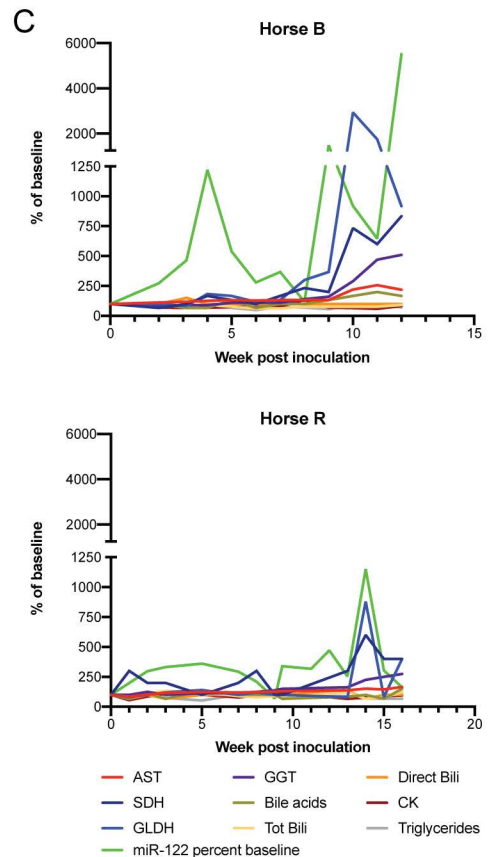 C
Horse B
% of baseline
6000
4000
2000
1250
1000
750
500
250
0
0 5 10 15
Week post inoculation
Horse R
% of baseline
6000
4000
2000
1250
1000
750
500
250
0
0 5 10 15 20
Week post inoculation
AST GGT Direct Bili
SDH Bile acids CK
GLDH Tot Bili Triglycerides
miR-122 percent baseline